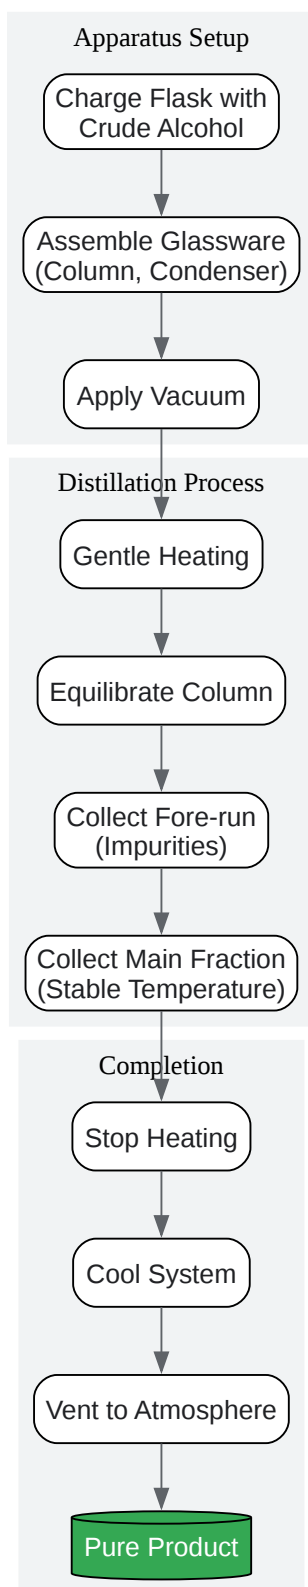 Apparatus Setup
Charge Flask with
Crude Alcohol
Assemble Glassware
(Column, Condenser)
Apply Vacuum
Distillation Process
Gentle Heating
Equilibrate Column
Collect Fore-run
(Impurities)
Collect Main Fraction
(Stable Temperature)
Completion
Stop Heating
Cool System
Vent to Atmosphere
Pure Product